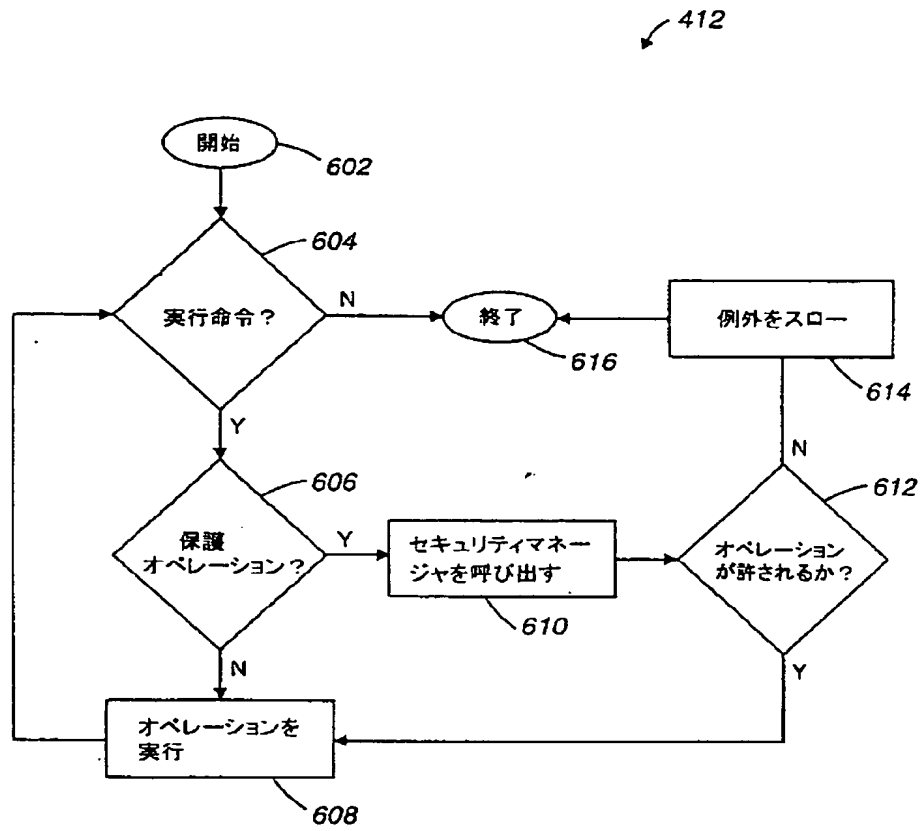 412
開始
602
604
実行命令?
N
終了
616
例外をスロー
614
Y
N
606
612
保護
オペレーション?
Y
セキュリティマネー
ジャを呼び出す
610
オペレーション
が許されるか?
N
Y
オペレーションを
実行
608